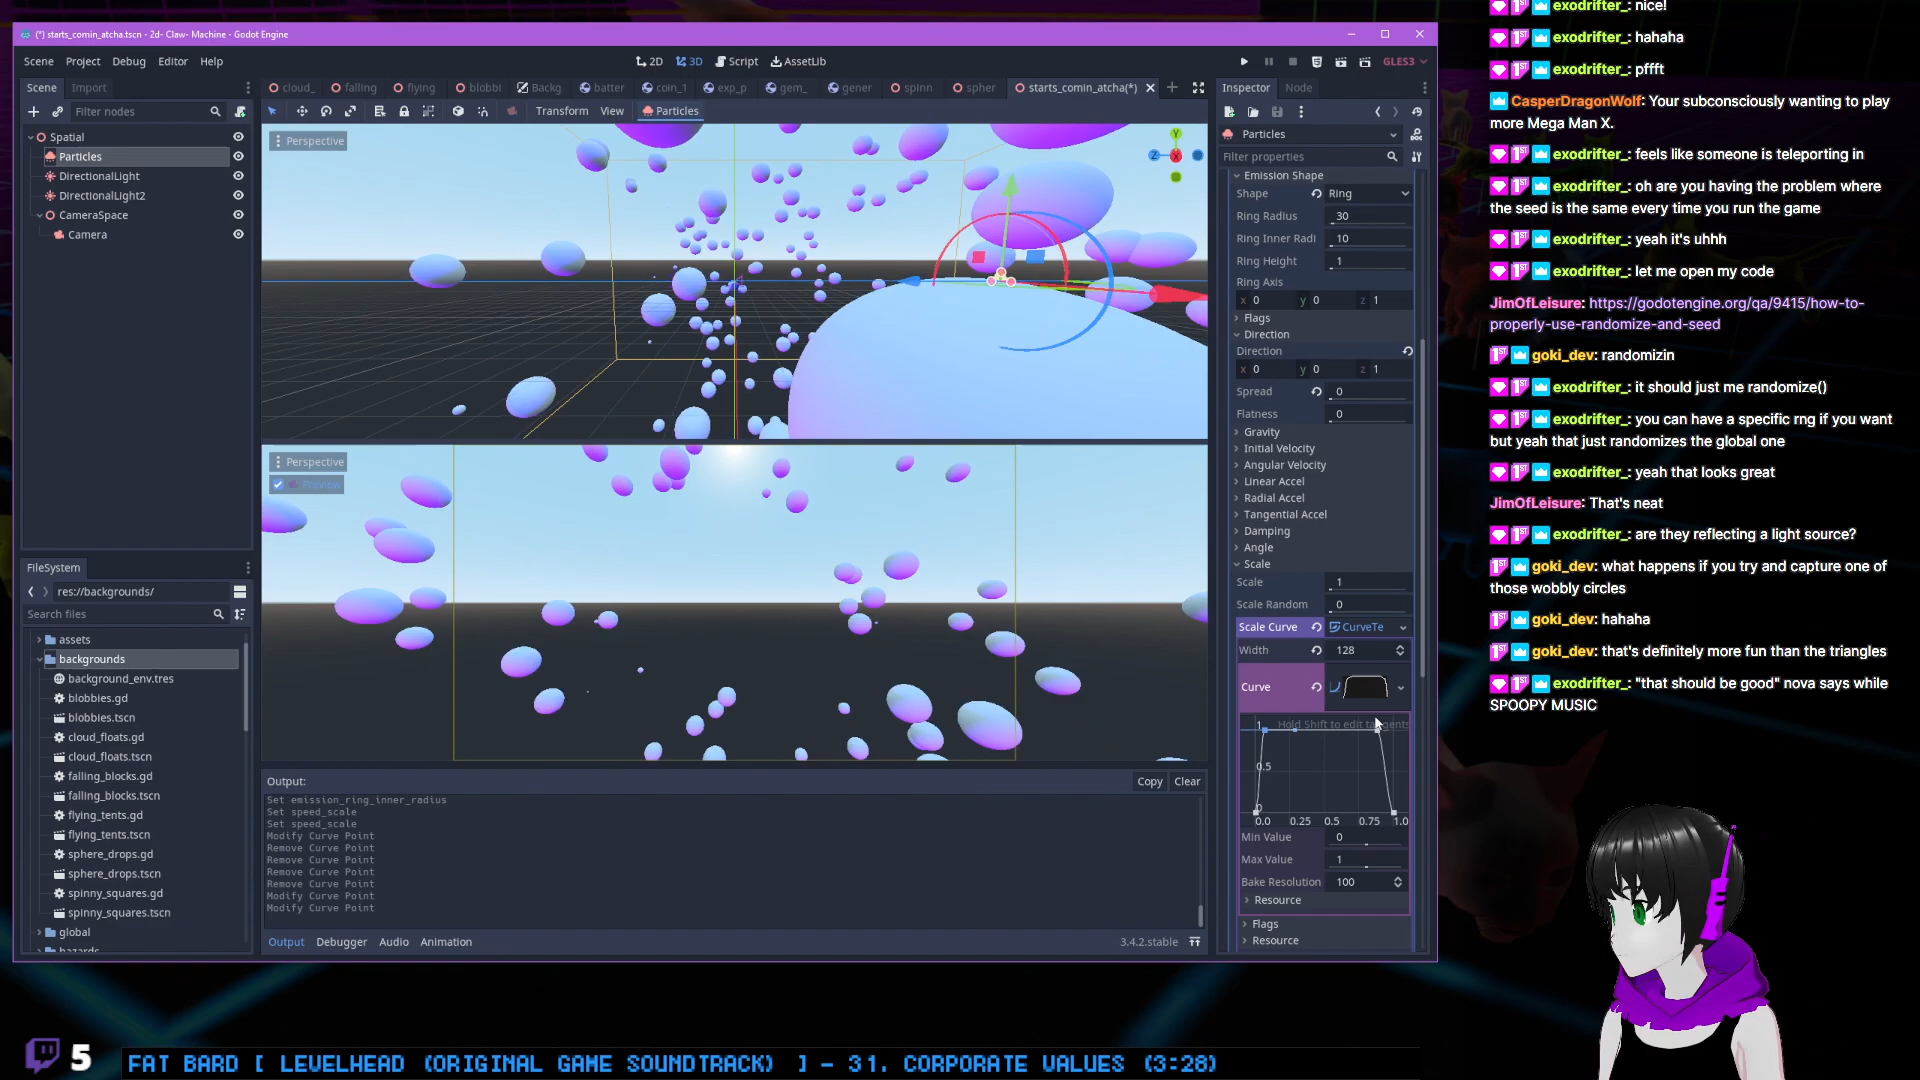 (*) starts_comin_atcha.tscn - 2d- Claw- Machine - Godot Engine
Scene Project Debug Editor Help
2D 3D Script AssetLib
GLES3
Scene Import
cloud_ falling flying blobbi Backg batter coin_1 exp_p gem_ gener spinn spher starts_comin_atcha(*)
Inspector Node
Filter nodes
Transform View Particles
Spatial
Particles
DirectionalLight
DirectionalLight2
CameraSpace
Camera
Perspective
Y
Z
X
Perspective
Preview
FileSystem
res://backgrounds/
Search files
assets
backgrounds
background_env.tres
blobbies.gd
blobbies.tscn
cloud_floats.gd
cloud_floats.tscn
falling_blocks.gd
falling_blocks.tscn
flying_tents.gd
flying_tents.tscn
sphere_drops.gd
sphere_drops.tscn
spinny_squares.gd
spinny_squares.tscn
global
hazards
Output:
Copy Clear
Set emission_ring_inner_radius
Set speed_scale
Set speed_scale
Modify Curve Point
Remove Curve Point
Remove Curve Point
Remove Curve Point
Remove Curve Point
Modify Curve Point
Modify Curve Point
Output Debugger Audio Animation
3.4.2.stable
Particles
Filter properties
Emission Shape
Shape Ring
Ring Radius 30
Ring Inner Radi 10
Ring Height 1
Ring Axis
x 0 y 0 z 1
Flags
Direction
Direction
x 0 y 0 z 1
Spread 0
Flatness 0
Gravity
Initial Velocity
Angular Velocity
Linear Accel
Radial Accel
Tangential Accel
Damping
Angle
Scale
Scale 1
Scale Random 0
Scale Curve CurveTe
Width 128
Curve
1 Hold Shift to edit tangents
0.5
0
0.0 0.25 0.5 0.75 1.0
Min Value 0
Max Value 1
Bake Resolution 100
Resource
Flags
Resource
exodrifter_: nice!
exodrifter_: hahaha
exodrifter_: pffft
CasperDragonWolf: Your subconsciously wanting to play
more Mega Man X.
exodrifter_: feels like someone is teleporting in
exodrifter_: oh are you having the problem where
the seed is the same every time you run the game
exodrifter_: yeah it's uhhh
exodrifter_: let me open my code
JimOfLeisure: https://godotengine.org/qa/9415/how-to-
properly-use-randomize-and-seed
goki_dev: randomizin
exodrifter_: it should just me randomize()
exodrifter_: you can have a specific rng if you want
but yeah that just randomizes the global one
exodrifter_: yeah that looks great
JimOfLeisure: That's neat
exodrifter_: are they reflecting a light source?
goki_dev: what happens if you try and capture one of
those wobbly circles
goki_dev: hahaha
goki_dev: that's definitely more fun than the triangles
exodrifter_: "that should be good" nova says while
SPOOPY MUSIC
5
FAT BARD [ LEVELHEAD (ORIGINAL GAME SOUNDTRACK) ] - 31. CORPORATE VALUES (3:28)